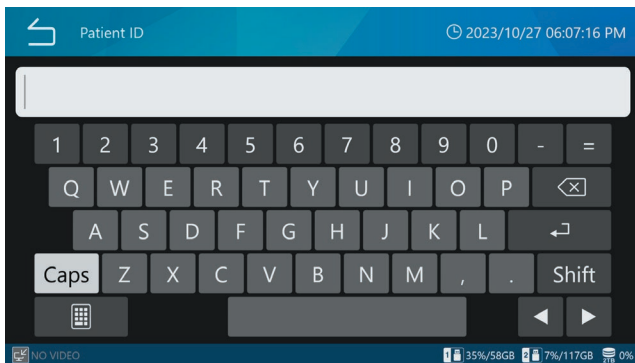 Patient ID 2023/10/27 06:07:16 PM
1 2 3 4 5 6 7 8 9 0 - =
Q W E R T Y U I O P
A S D F G H J K L
Caps Z X C V B N M , . Shift
NO VIDEO 1 35%/58GB 2 7%/117GB 2TB 0%